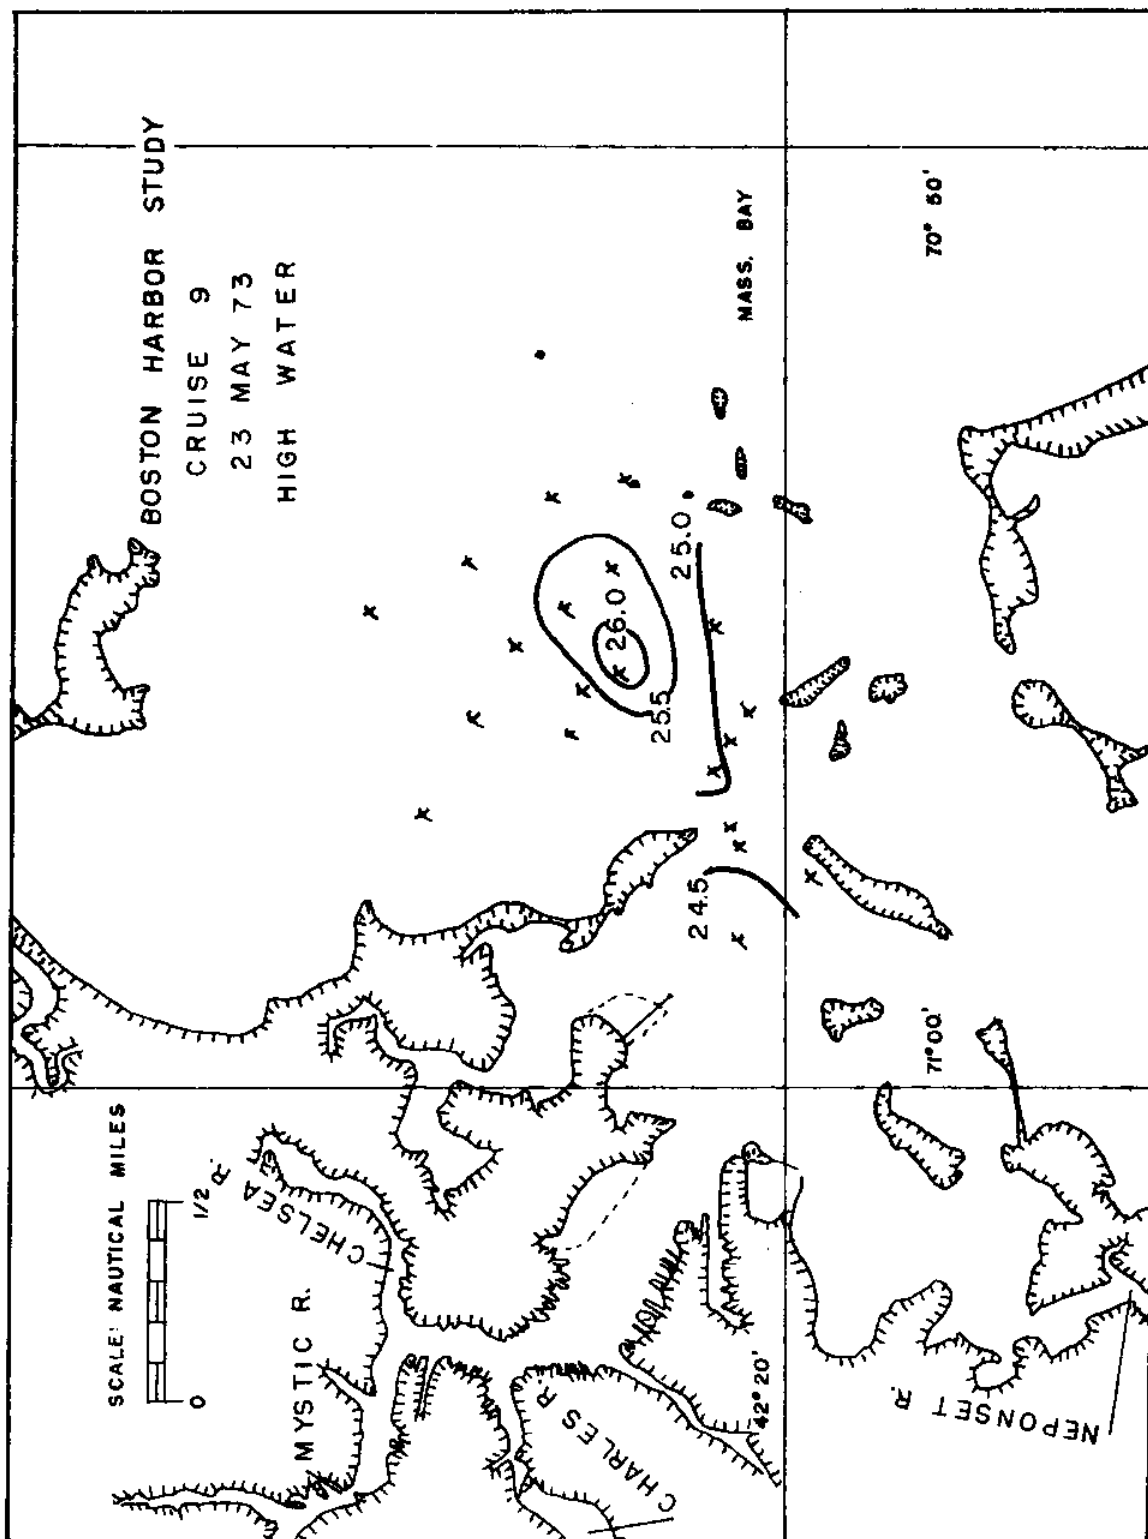 BOSTON HARBOR STUDY
CRUISE 9
23 MAY 73
HIGH WATER
MASS. BAY
70° 50'
26.0
25.5
25.0
24.5
71° 00'
42° 20'
SCALE: NAUTICAL MILES
0 1/2
CHELSEA R.
MYSTIC R.
CHARLES R.
NEPONSET R.